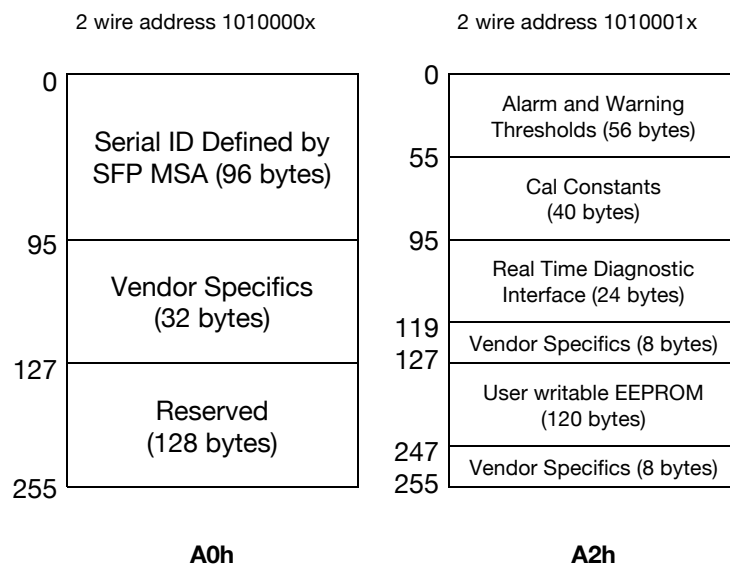 2 wire address 1010000x
0
Serial ID Defined by
SFP MSA (96 bytes)
95
Vendor Specifics
(32 bytes)
127
Reserved
(128 bytes)
255
A0h
2 wire address 1010001x
0
Alarm and Warning
Thresholds (56 bytes)
55
Cal Constants
(40 bytes)
95
Real Time Diagnostic
Interface (24 bytes)
119
Vendor Specifics (8 bytes)
127
User writable EEPROM
(120 bytes)
247
Vendor Specifics (8 bytes)
255
A2h